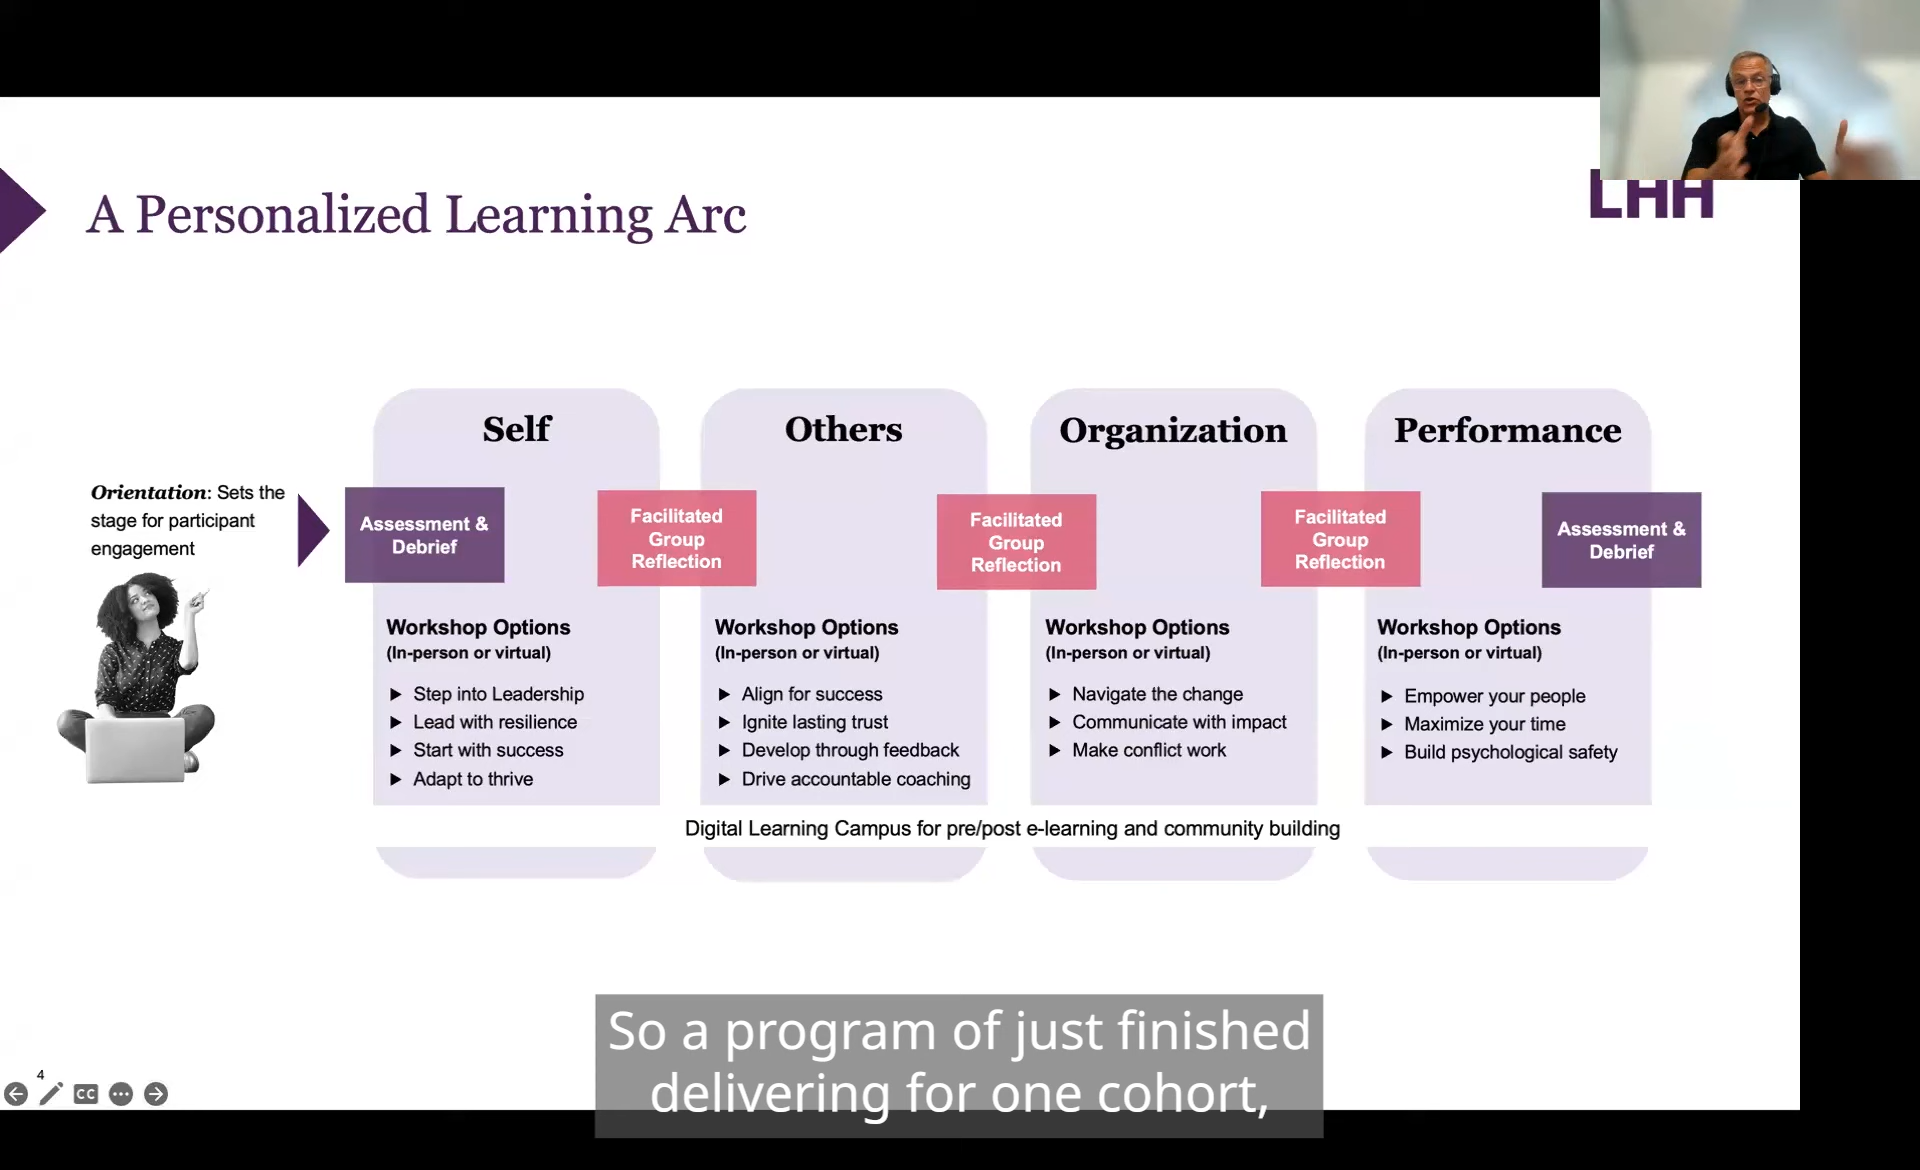 LHH
A Personalized Learning Arc
Orientation: Sets the
stage for participant
engagement
Self
Assessment &
Debrief
Workshop Options
(In-person or virtual)
Step into Leadership
Lead with resilience
Start with success
Adapt to thrive
Facilitated
Group
Reflection
Others
Workshop Options
(In-person or virtual)
Align for success
Ignite lasting trust
Develop through feedback
Drive accountable coaching
Facilitated
Group
Reflection
Organization
Workshop Options
(In-person or virtual)
Navigate the change
Communicate with impact
Make conflict work
Facilitated
Group
Reflection
Performance
Assessment &
Debrief
Workshop Options
(In-person or virtual)
Empower your people
Maximize your time
Build psychological safety
Digital Learning Campus for pre/post e-learning and community building
So a program of just finished
delivering for one cohort,
4
CC